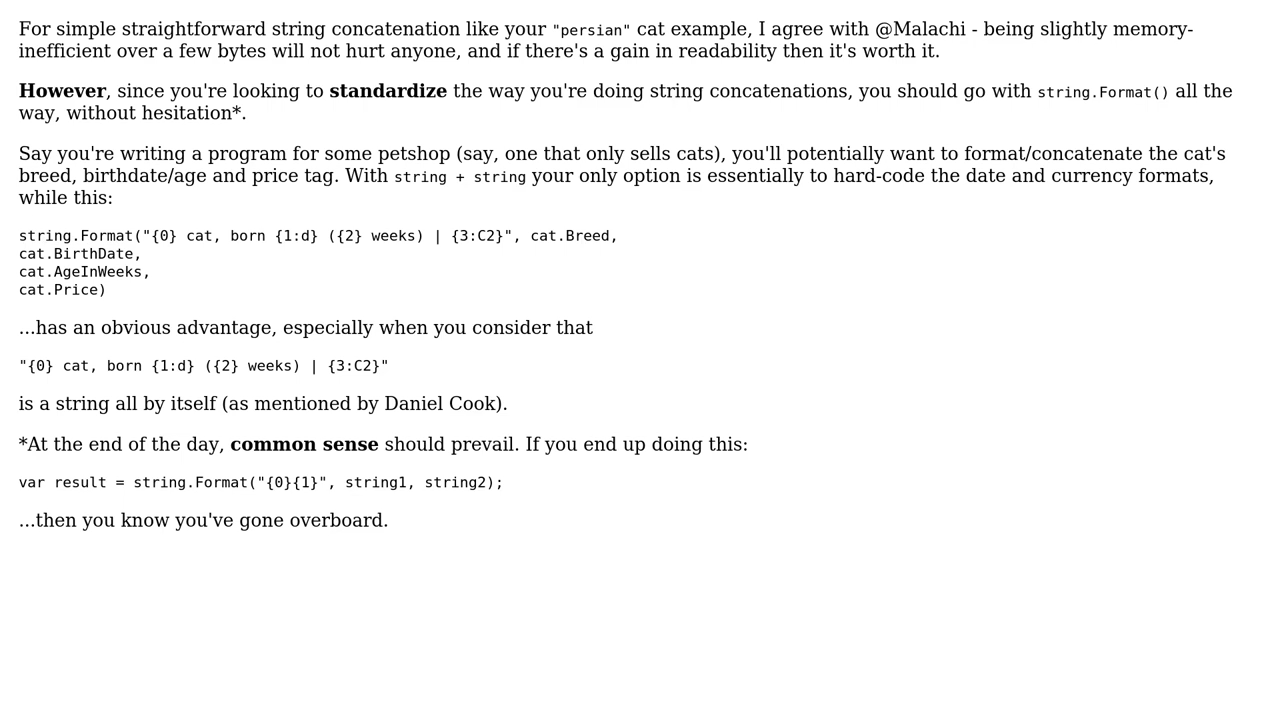 For simple straightforward string concatenation like your "persian" cat example, I agree with @Malachi - being slightly memory-
inefficient over a few bytes will not hurt anyone, and if there's a gain in readability then it's worth it.
However, since you're looking to standardize the way you're doing string concatenations, you should go with string.Format() all the
way, without hesitation*.
Say you're writing a program for some petshop (say, one that only sells cats), you'll potentially want to format/concatenate the cat's
breed, birthdate/age and price tag. With string + string your only option is essentially to hard-code the date and currency formats,
while this:
string.Format("{0} cat, born {1:d} ({2} weeks) | {3:C2}", cat.Breed,
cat.BirthDate,
cat.AgeInWeeks,
cat.Price)
...has an obvious advantage, especially when you consider that
"{0} cat, born {1:d} ({2} weeks) | {3:C2}"
is a string all by itself (as mentioned by Daniel Cook).
*At the end of the day, common sense should prevail. If you end up doing this:
var result = string.Format("{0}{1}", string1, string2);
...then you know you've gone overboard.